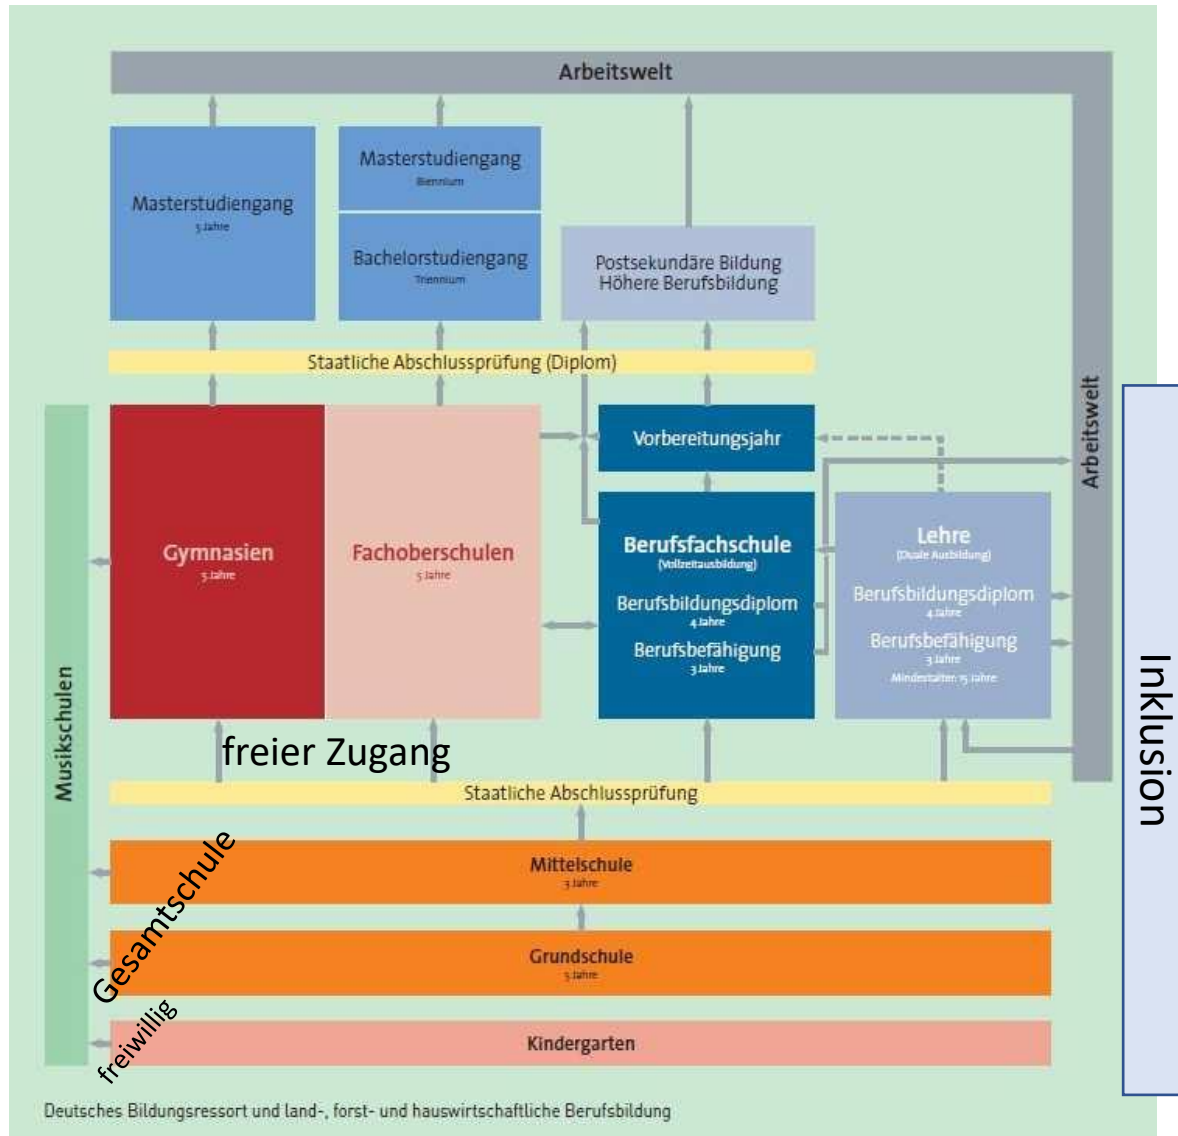 Arbeitswelt
Masterstudiengang
5 Jahre
Masterstudiengang
Biennium
Bachelorstudiengang
Triennium
Postsekundäre Bildung
Höhere Berufsbildung
Staatliche Abschlussprüfung (Diplom)
Arbeitswelt
Musikschulen
Gymnasien
5 Jahre
Fachoberschulen
5 Jahre
Vorbereitungsjahr
Berufsfachschule
(Vollzeitausbildung)
Berufsbildungsdiplom
4 Jahre
Berufsbefähigung
3 Jahre
Lehre
(Duale Ausbildung)
Berufsbildungsdiplom
4 Jahre
Berufsbefähigung
3 Jahre
Mindestalter: 15 Jahre
Inklusion
freier Zugang
Staatliche Abschlussprüfung
Gesamtschule
Mittelschule
3 Jahre
Grundschule
5 Jahre
freiwillig
Kindergarten
Deutsches Bildungsressort und land-, forst- und hauswirtschaftliche Berufsbildung